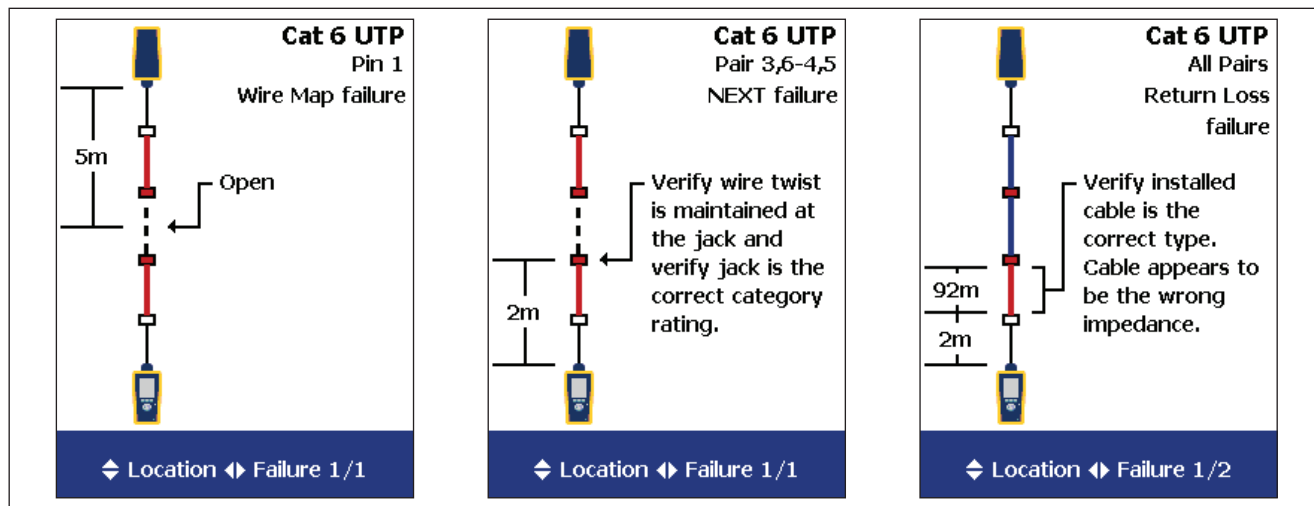 Cat 6 UTP
Pin 1
Wire Map failure
5m
Open
Location Failure 1/1
Cat 6 UTP
Pair 3,6-4,5
NEXT failure
Verify wire twist
is maintained at
the jack and
verify jack is the
correct category
rating.
2m
Location Failure 1/1
Cat 6 UTP
All Pairs
Return Loss
failure
Verify installed
cable is the
correct type.
Cable appears to
be the wrong
impedance.
92m
2m
Location Failure 1/2